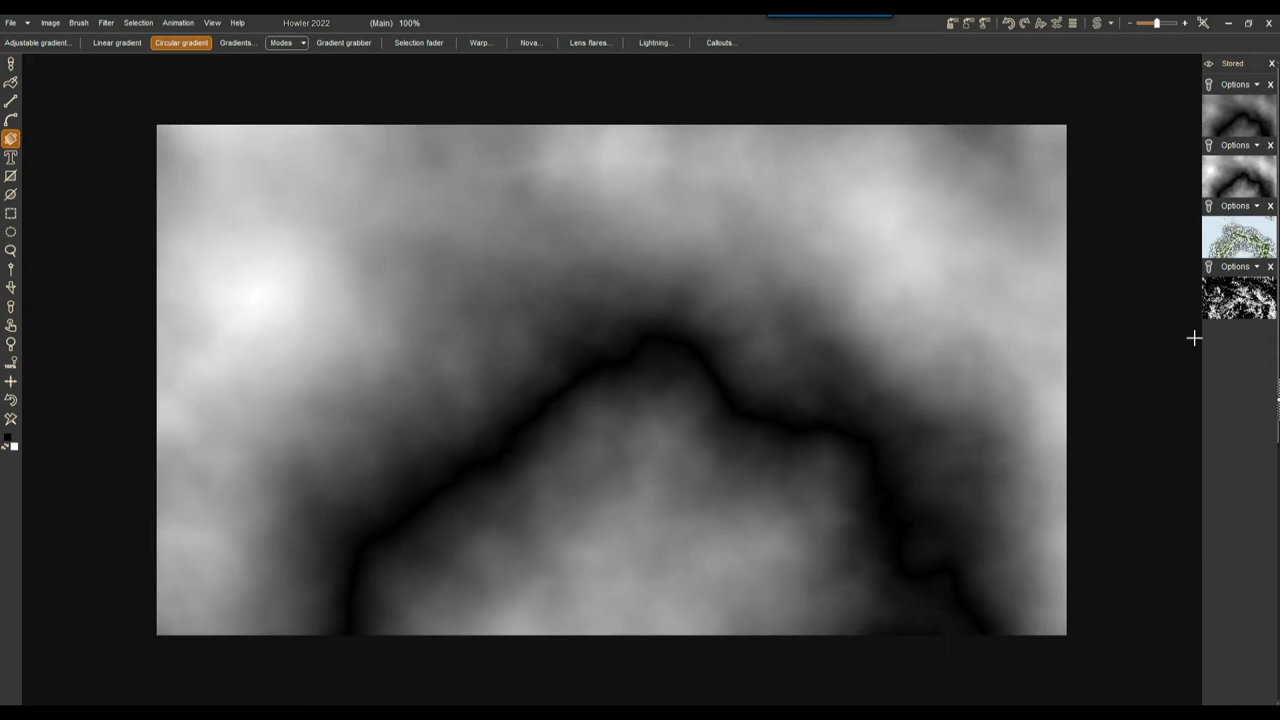 File Image Brush Filter Selection Animation View Help Howler 2022 (Main) 100%
Adjustable gradient... Linear gradient Circular gradient Gradients... Modes Gradient grabber Selection fader Warp... Nova... Lens flares... Lightning... Callouts...
Stored X
Options X
Options X
Options X
Options X